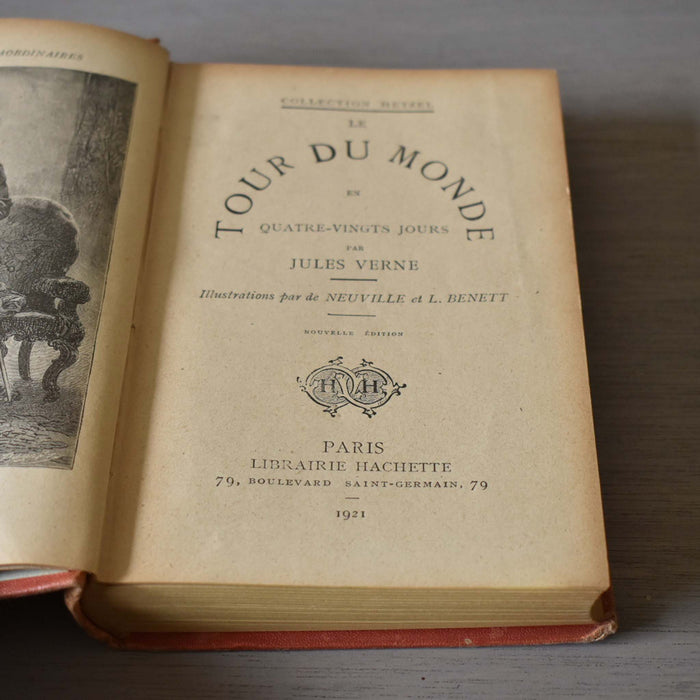 AORDINAIRES
COLLECTION HETZEL
LE
TOUR DU MONDE
EN
QUATRE-VINGTS JOURS
PAR
JULES VERNE
Illustrations par de NEUVILLE et L. BENETT
NOUVELLE ÉDITION
H H
PARIS
LIBRAIRIE HACHETTE
79, BOULEVARD SAINT-GERMAIN, 79
1921